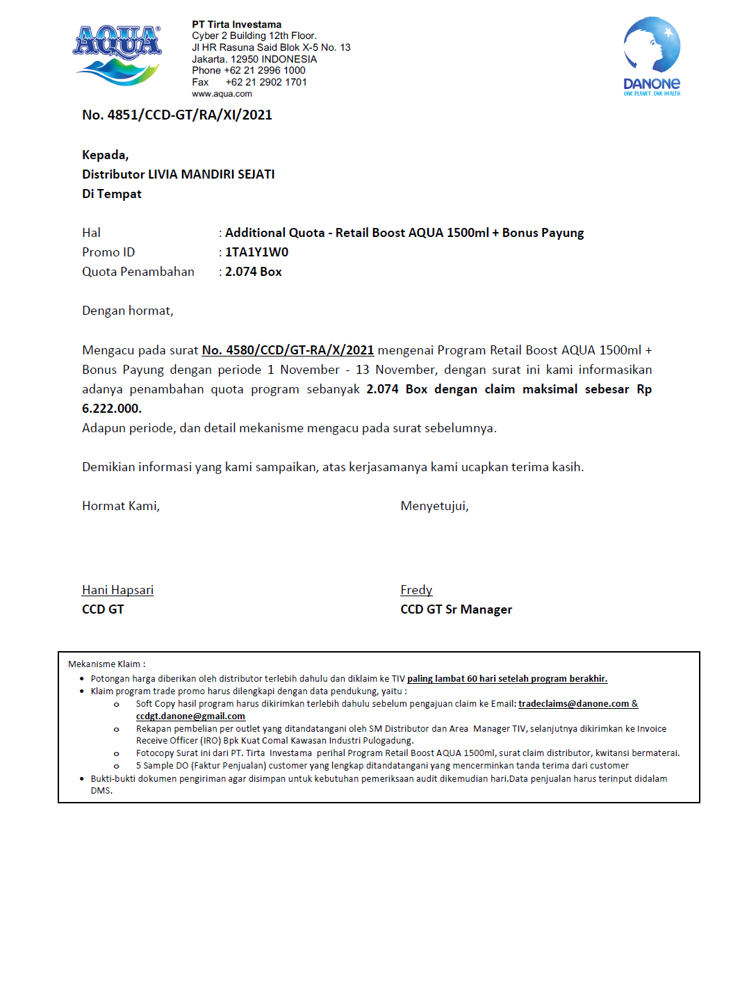 AQUA®
PT Tirta Investama
Cyber 2 Building 12th Floor.
Jl HR Rasuna Said Blok X-5 No. 13
Jakarta. 12950 INDONESIA
Phone +62 21 2996 1000
Fax +62 21 2902 1701
www.aqua.com
DANONE
ONE PLANET. ONE HEALTH
No. 4851/CCD-GT/RA/XI/2021
Kepada,
Distributor LIVIA MANDIRI SEJATI
Di Tempat
Hal : Additional Quota - Retail Boost AQUA 1500ml + Bonus Payung
Promo ID : 1TA1Y1W0
Quota Penambahan : 2.074 Box
Dengan hormat,
Mengacu pada surat No. 4580/CCD/GT-RA/X/2021 mengenai Program Retail Boost AQUA 1500ml +
Bonus Payung dengan periode 1 November - 13 November, dengan surat ini kami informasikan
adanya penambahan quota program sebanyak 2.074 Box dengan claim maksimal sebesar Rp
6.222.000.
Adapun periode, dan detail mekanisme mengacu pada surat sebelumnya.
Demikian informasi yang kami sampaikan, atas kerjasamanya kami ucapkan terima kasih.
Hormat Kami, Menyetujui,
Hani Hapsari Fredy
CCD GT CCD GT Sr Manager
Mekanisme Klaim :
• Potongan harga diberikan oleh distributor terlebih dahulu dan diklaim ke TIV paling lambat 60 hari setelah program berakhir.
• Klaim program trade promo harus dilengkapi dengan data pendukung, yaitu :
o Soft Copy hasil program harus dikirimkan terlebih dahulu sebelum pengajuan claim ke Email: tradeclaims@danone.com &
ccdgt.danone@gmail.com
o Rekapan pembelian per outlet yang ditandatangani oleh SM Distributor dan Area Manager TIV, selanjutnya dikirimkan ke Invoice
Receive Officer (IRO) Bpk Kuat Comal Kawasan Industri Pulogadung.
o Fotocopy Surat ini dari PT. Tirta Investama perihal Program Retail Boost AQUA 1500ml, surat claim distributor, kwitansi bermaterai.
o 5 Sample DO (Faktur Penjualan) customer yang lengkap ditandatangani yang mencerminkan tanda terima dari customer
• Bukti-bukti dokumen pengiriman agar disimpan untuk kebutuhan pemeriksaan audit dikemudian hari.Data penjualan harus terinput didalam
DMS.